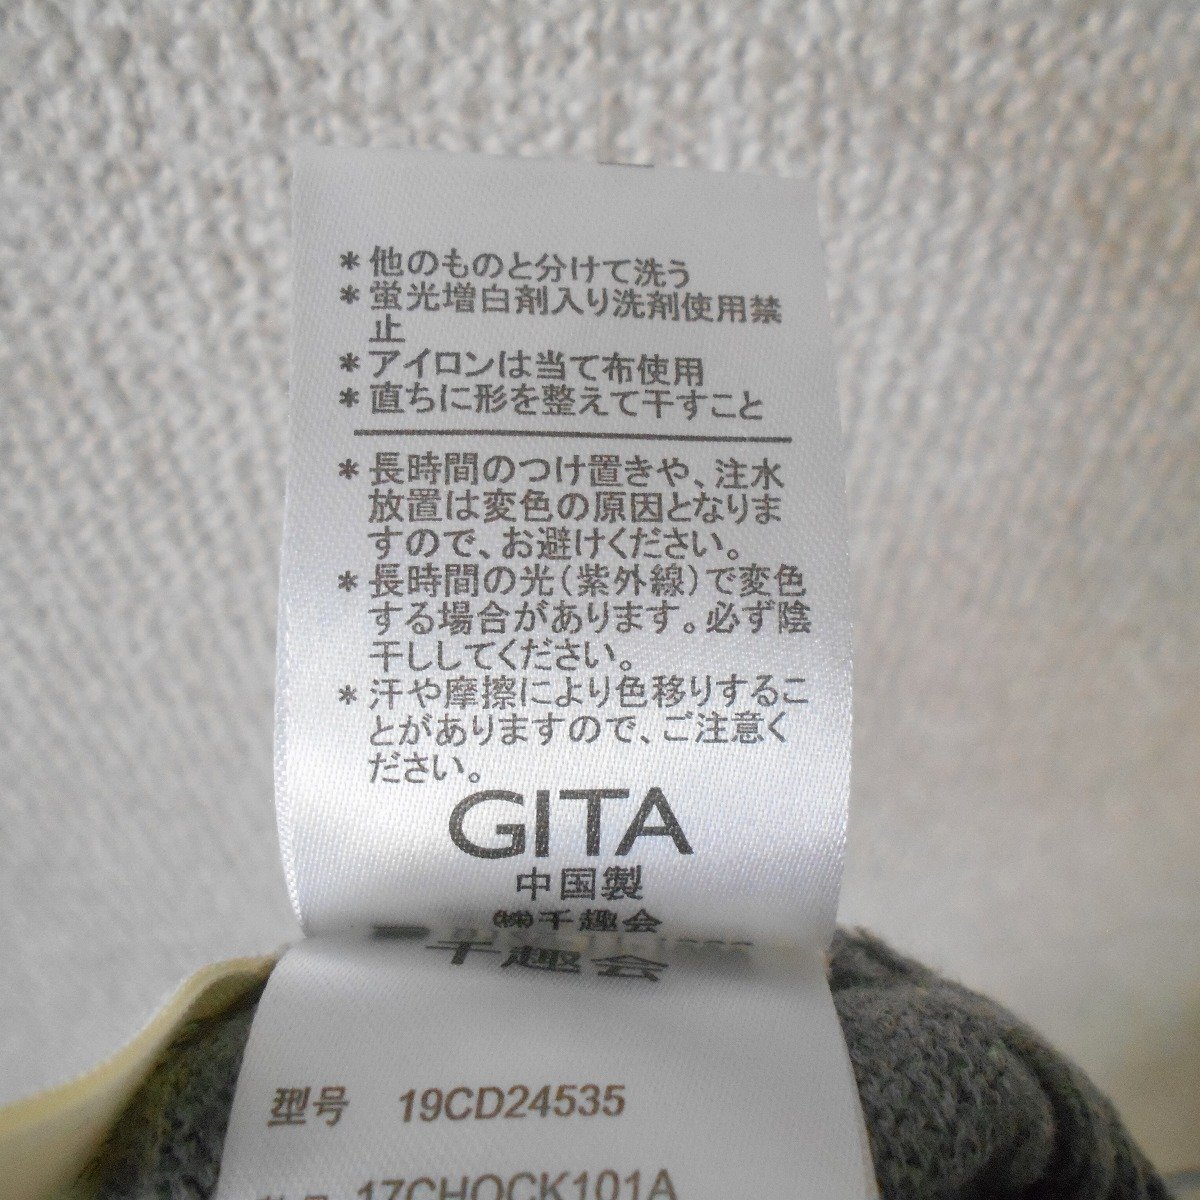 * 他のものと分けて洗う
* 蛍光増白剤入り洗剤使用禁
止
* アイロンは当て布使用
* 直ちに形を整えて干すこと
* 長時間のつけ置きや、注水
放置は変色の原因となりま
すので、お避けください。
* 長時間の光(紫外線)で変色
する場合があります。必ず陰
干ししてください。
* 汗や摩擦により色移りするこ
とがありますので、ご注意く
ださい。
GITA
中国製
㈱千趣会
千趣会
型号 19CD24535
17CHOCK101A